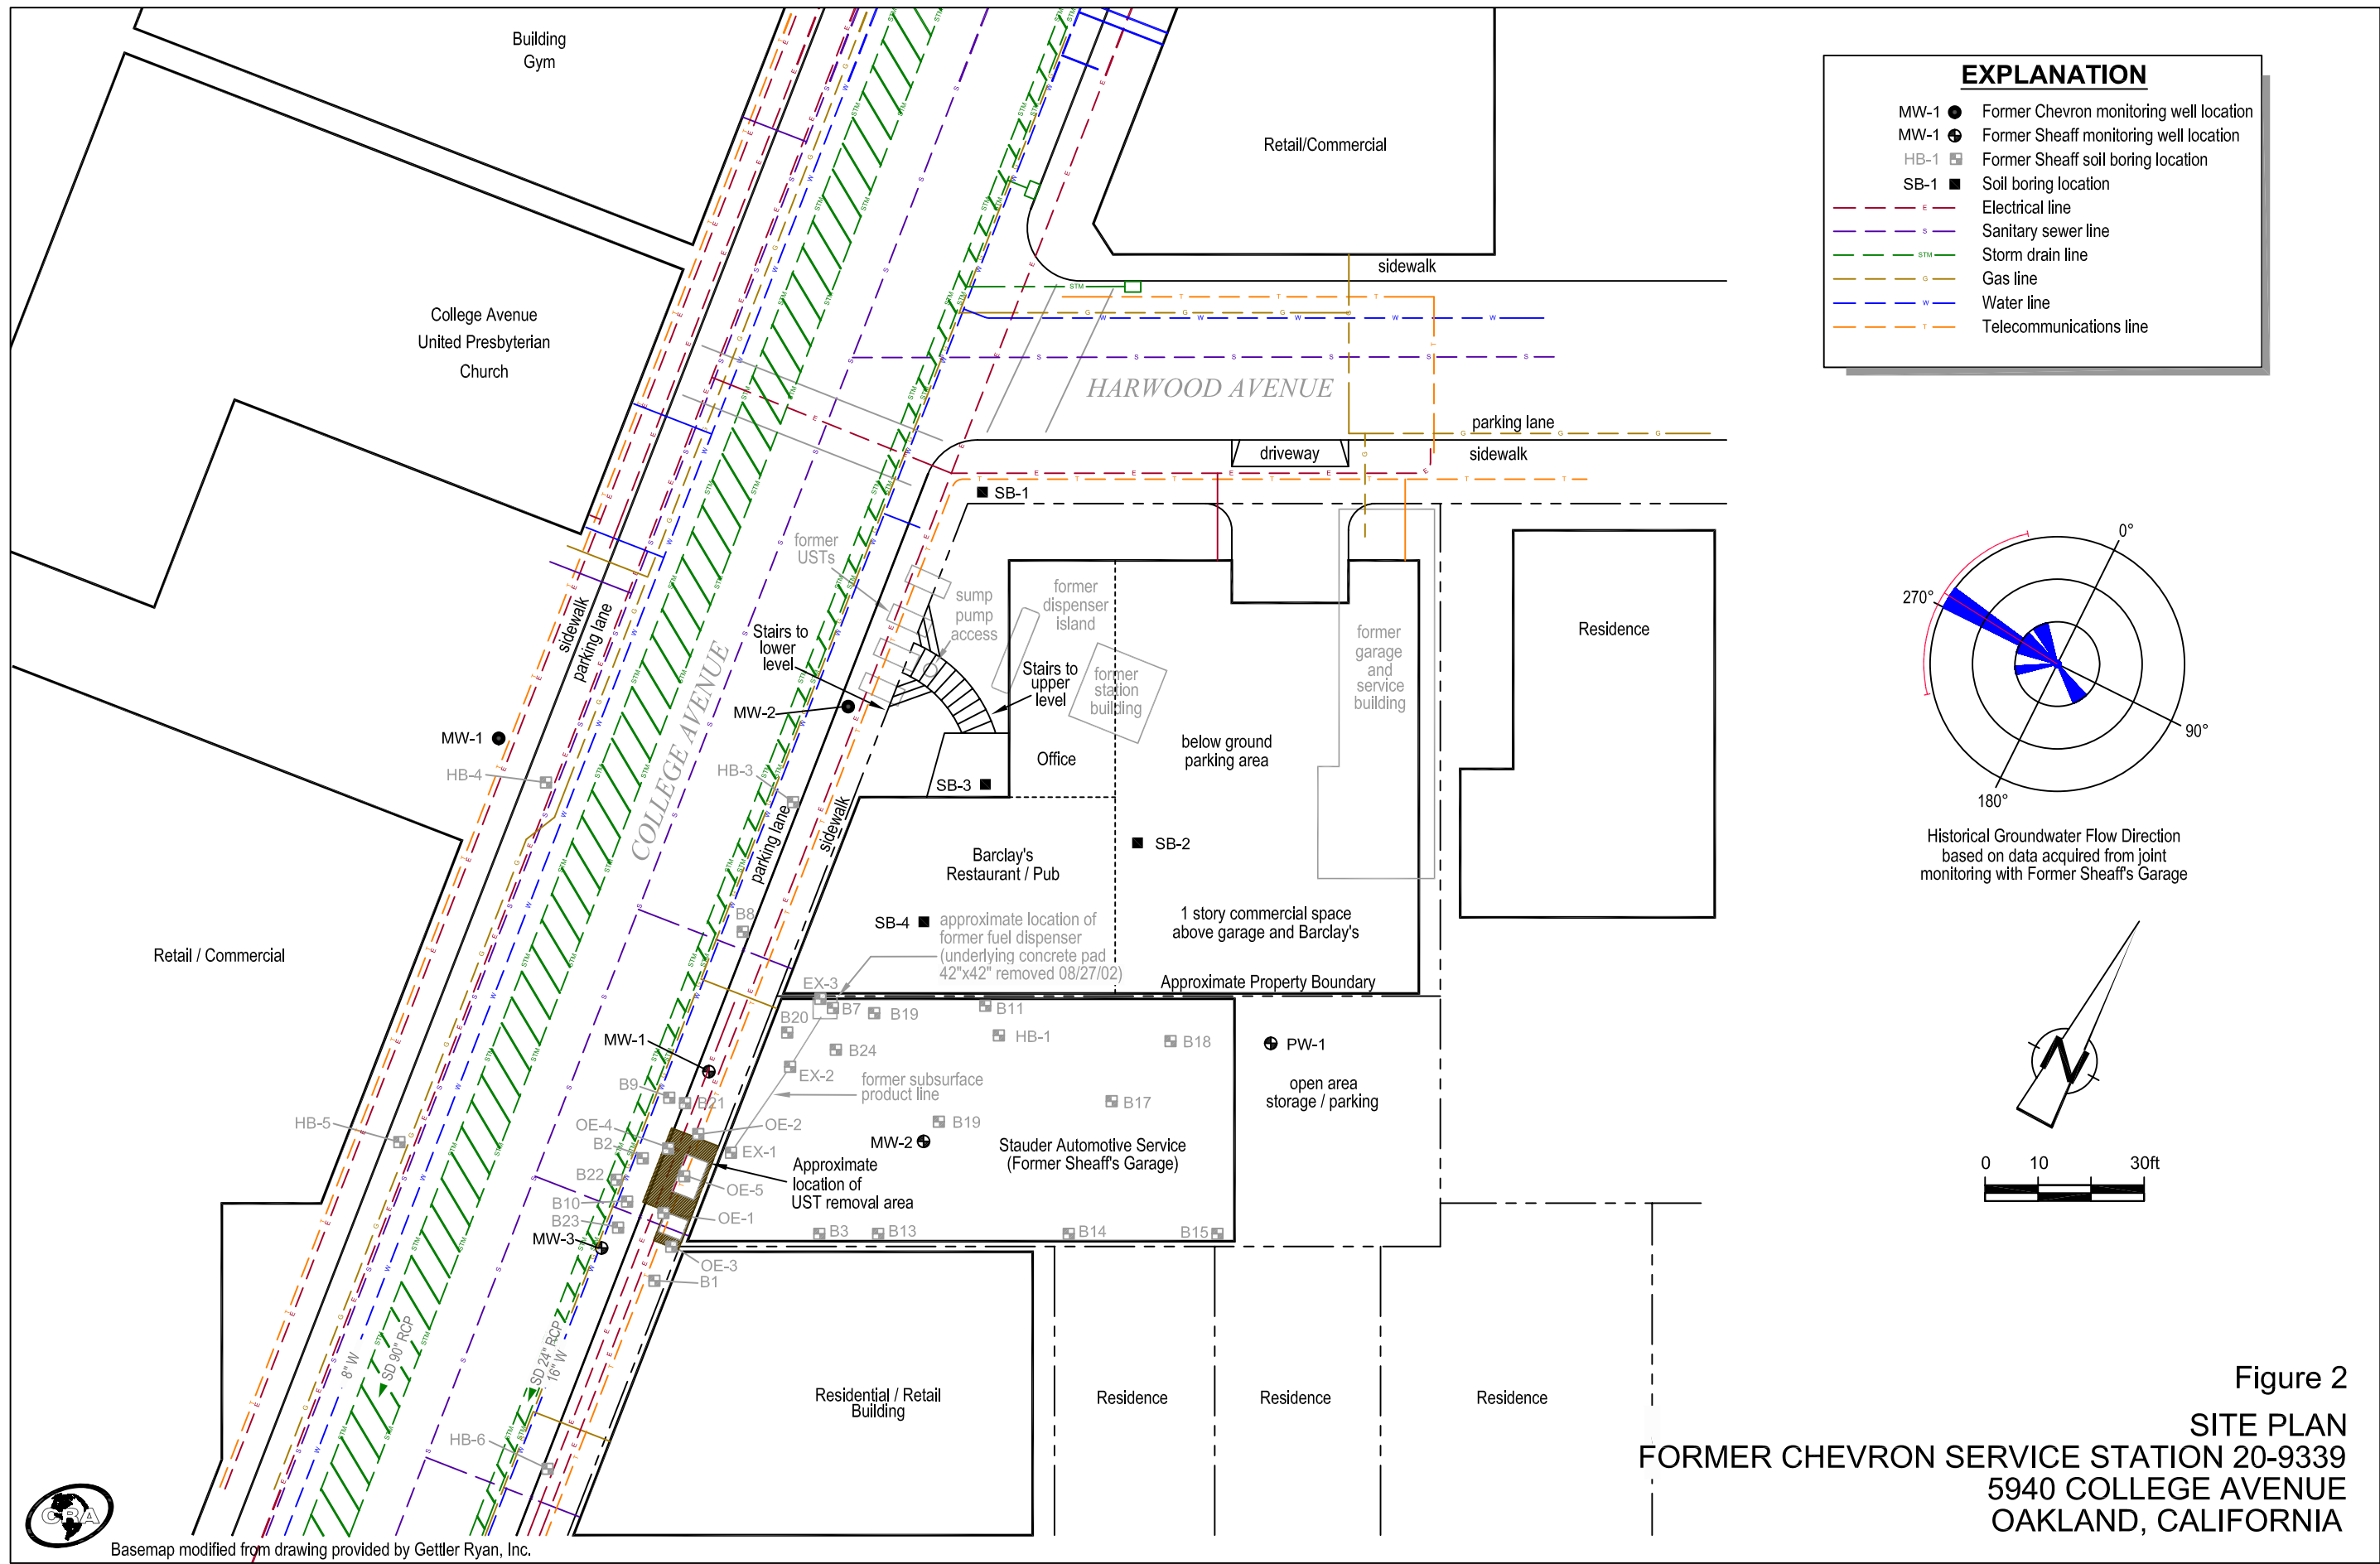 Building
Gym
College Avenue
United Presbyterian
Church
Retail/Commercial
sidewalk
EXPLANATION
MW-1 Former Chevron monitoring well location
MW-1 Former Sheaff monitoring well location
HB-1 Former Sheaff soil boring location
SB-1 Soil boring location
E Electrical line
S Sanitary sewer line
STM Storm drain line
G Gas line
W Water line
T Telecommunications line
HARWOOD AVENUE
parking lane
sidewalk
driveway
SB-1
former
USTs
sump
pump
access
former
dispenser
island
Stairs to
lower
level
Stairs to
upper
level
former
station
building
former
garage
and
service
building
Residence
sidewalk
parking lane
COLLEGE AVENUE
MW-2
MW-1
HB-4
HB-3
Office
below ground
parking area
SB-3
parking lane
sidewalk
SB-2
Barclay's
Restaurant / Pub
B8
SB-4
approximate location of
former fuel dispenser
(underlying concrete pad
42"x42" removed 08/27/02)
1 story commercial space
above garage and Barclay's
Approximate Property Boundary
0°
270°
90°
180°
Historical Groundwater Flow Direction
based on data acquired from joint
monitoring with Former Sheaff's Garage
Retail / Commercial
EX-3
B7
B19
B11
B20
HB-1
B18
PW-1
MW-1
B24
EX-2
former subsurface
product line
B9
B21
open area
storage / parking
B17
HB-5
OE-4
OE-2
B19
B2
EX-1
MW-2
Stauder Automotive Service
(Former Sheaff's Garage)
Approximate
location of
UST removal area
B22
OE-5
B10
OE-1
B23
MW-3
B3
B13
B14
B15
OE-3
B1
N
0 10 30ft
8" W
SD 90" RCP
SD 24" RCP
16" W
HB-6
Residential / Retail
Building
Residence
Residence
Residence
Figure 2
SITE PLAN
FORMER CHEVRON SERVICE STATION 20-9339
5940 COLLEGE AVENUE
OAKLAND, CALIFORNIA
CRA
Basemap modified from drawing provided by Gettler Ryan, Inc.